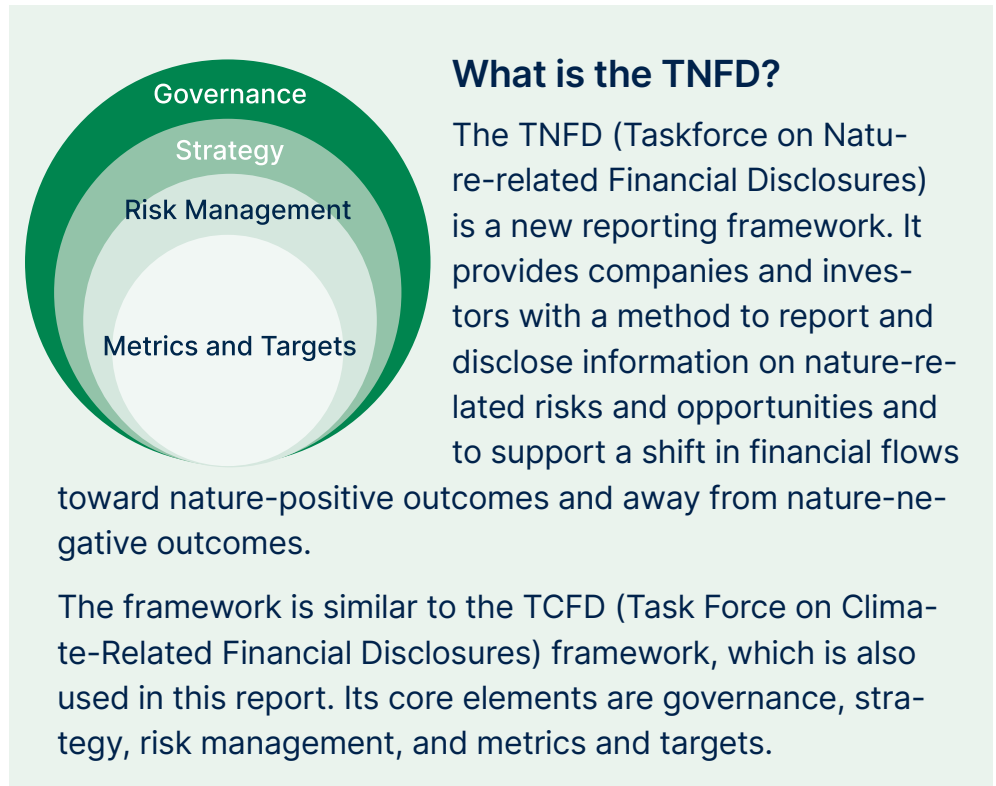 Governance
Strategy
Risk Management
Metrics and Targets
What is the TNFD?
The TNFD (Taskforce on Natu-
re-related Financial Disclosures)
is a new reporting framework. It
provides companies and inves-
tors with a method to report and
disclose information on nature-re-
lated risks and opportunities and
to support a shift in financial flows
toward nature-positive outcomes and away from nature-ne-
gative outcomes.
The framework is similar to the TCFD (Task Force on Clima-
te-Related Financial Disclosures) framework, which is also
used in this report. Its core elements are governance, stra-
tegy, risk management, and metrics and targets.